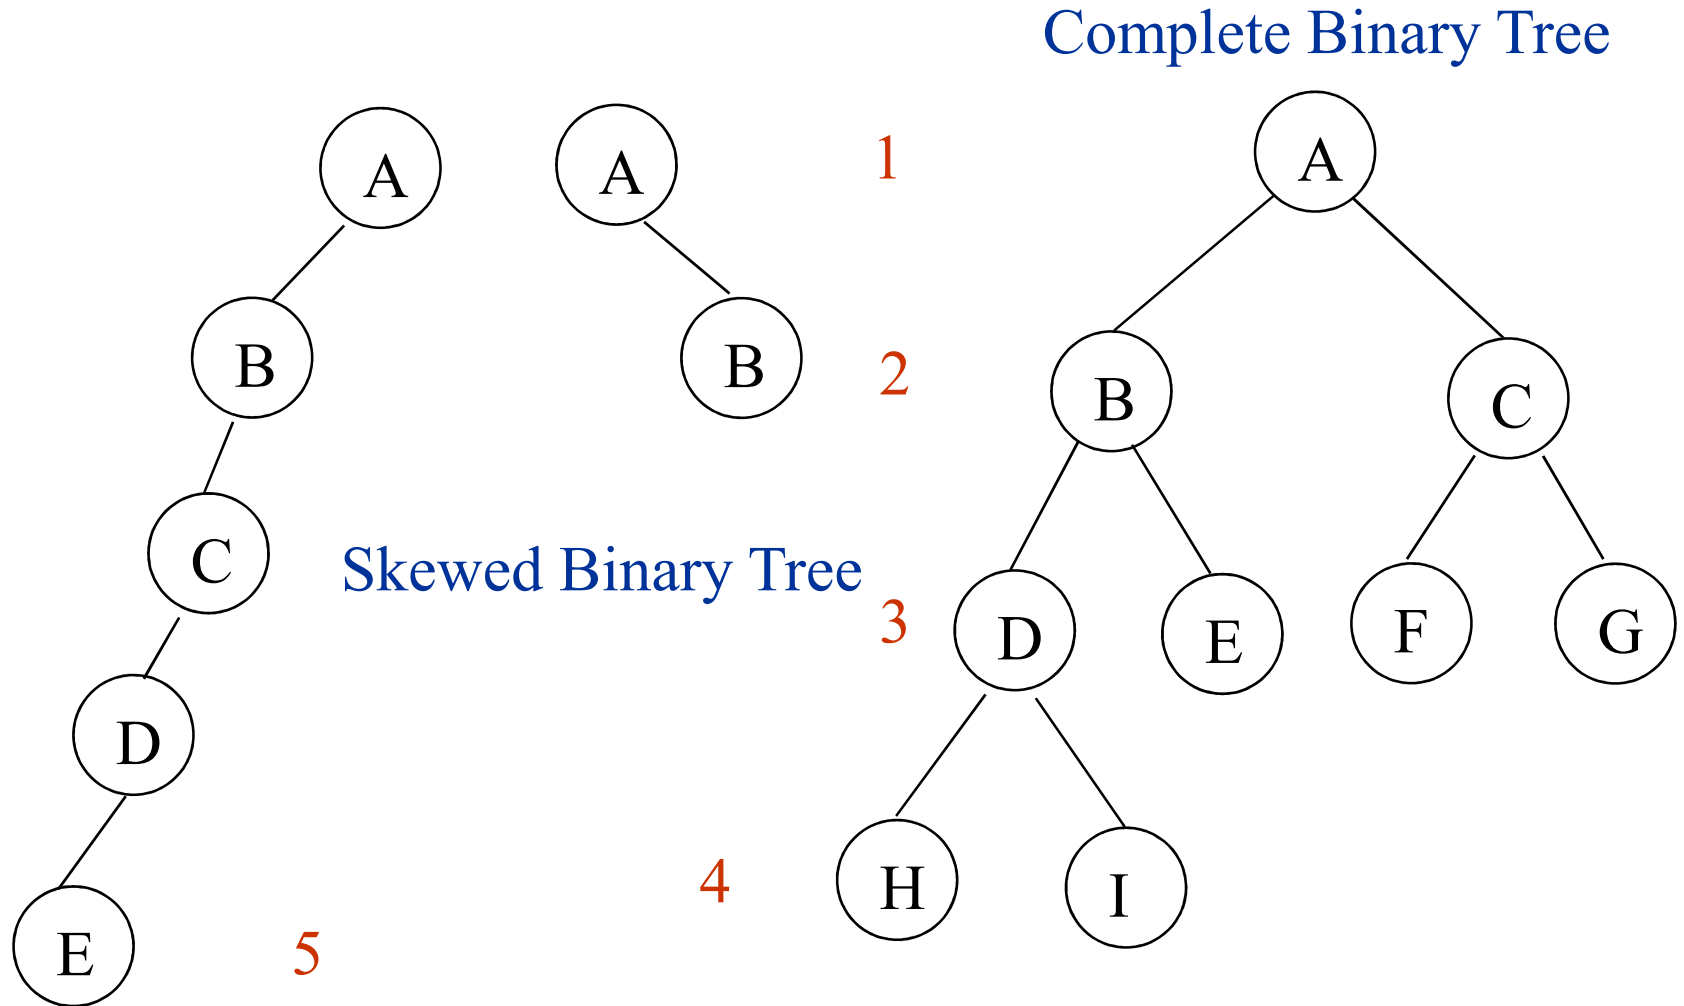 Complete Binary Tree
A A 1 A
B B 2 B C
C
Skewed Binary Tree
3 D E F G
D
4 H I
E 5